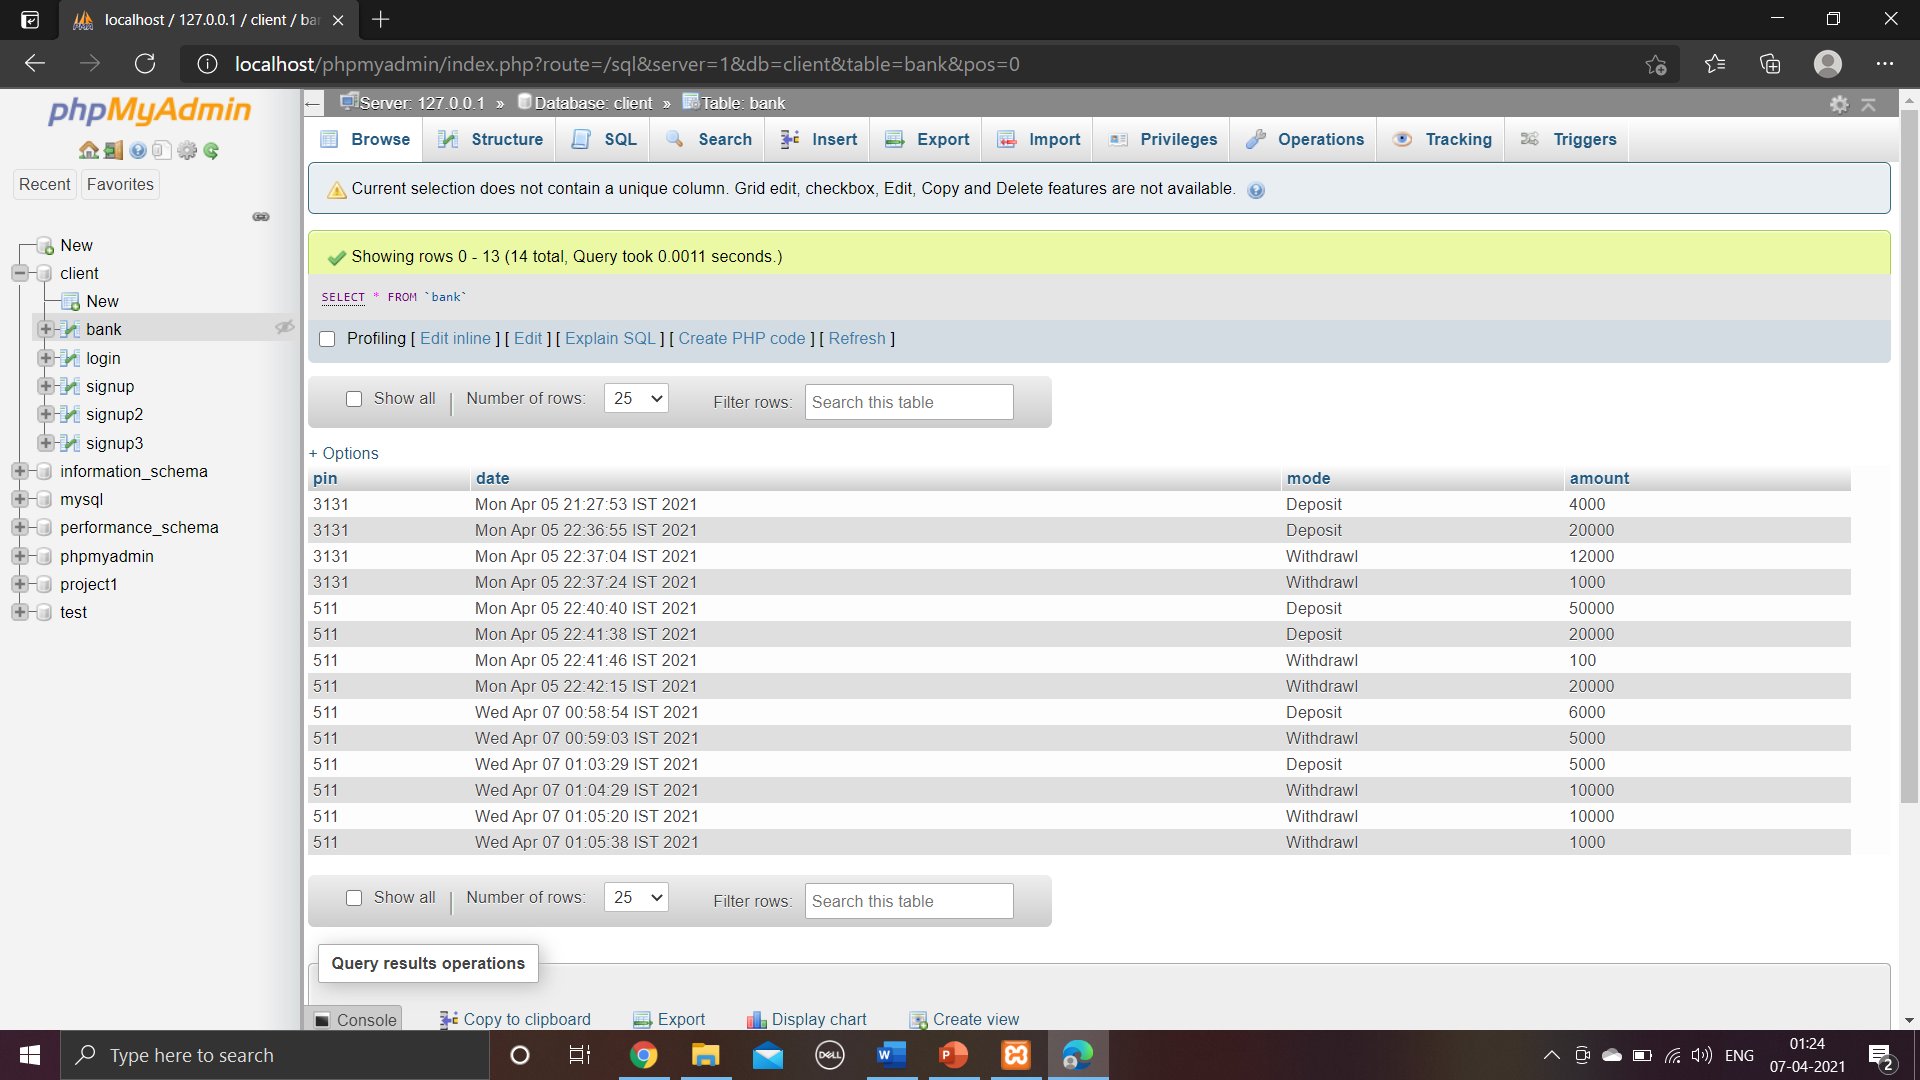 localhost / 127.0.0.1 / client / ba
localhost/phpmyadmin/index.php?route=/sql&server=1&db=client&table=bank&pos=0
phpMyAdmin
Recent Favorites
New
client
New
bank
login
signup
signup2
signup3
information_schema
mysql
performance_schema
phpmyadmin
project1
test
Server: 127.0.0.1 » Database: client » Table: bank
Browse Structure SQL Search Insert Export Import Privileges Operations Tracking Triggers
Current selection does not contain a unique column. Grid edit, checkbox, Edit, Copy and Delete features are not available.
Showing rows 0 - 13 (14 total, Query took 0.0011 seconds.)
SELECT * FROM `bank`
Profiling [ Edit inline ] [ Edit ] [ Explain SQL ] [ Create PHP code ] [ Refresh ]
Show all | Number of rows: 25 Filter rows: Search this table
+ Options
pin date mode amount
3131 Mon Apr 05 21:27:53 IST 2021 Deposit 4000
3131 Mon Apr 05 22:36:55 IST 2021 Deposit 20000
3131 Mon Apr 05 22:37:04 IST 2021 Withdrawl 12000
3131 Mon Apr 05 22:37:24 IST 2021 Withdrawl 1000
511 Mon Apr 05 22:40:40 IST 2021 Deposit 50000
511 Mon Apr 05 22:41:38 IST 2021 Deposit 20000
511 Mon Apr 05 22:41:46 IST 2021 Withdrawl 100
511 Mon Apr 05 22:42:15 IST 2021 Withdrawl 20000
511 Wed Apr 07 00:58:54 IST 2021 Deposit 6000
511 Wed Apr 07 00:59:03 IST 2021 Withdrawl 5000
511 Wed Apr 07 01:03:29 IST 2021 Deposit 5000
511 Wed Apr 07 01:04:29 IST 2021 Withdrawl 10000
511 Wed Apr 07 01:05:20 IST 2021 Withdrawl 10000
511 Wed Apr 07 01:05:38 IST 2021 Withdrawl 1000
Show all | Number of rows: 25 Filter rows: Search this table
Query results operations
Console Copy to clipboard Export Display chart Create view
Type here to search
DELL
W
P
ENG
01:24
07-04-2021
2